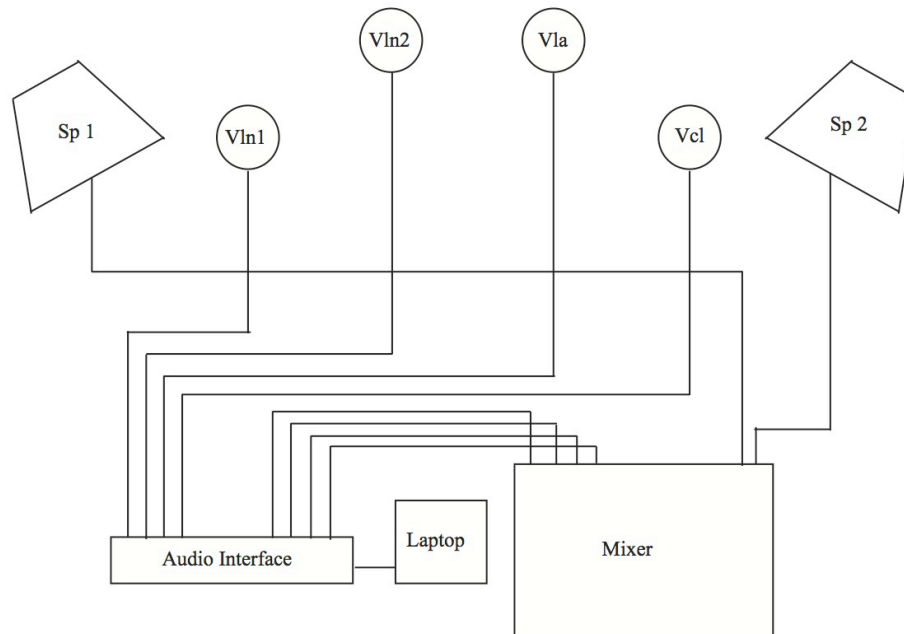 Vln2
Vla
Sp 1
Vln1
Vcl
Sp 2
Audio Interface
Laptop
Mixer